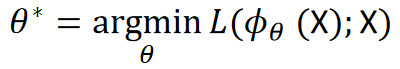 θ* = argmin L(ϕθ (X); X)
θ